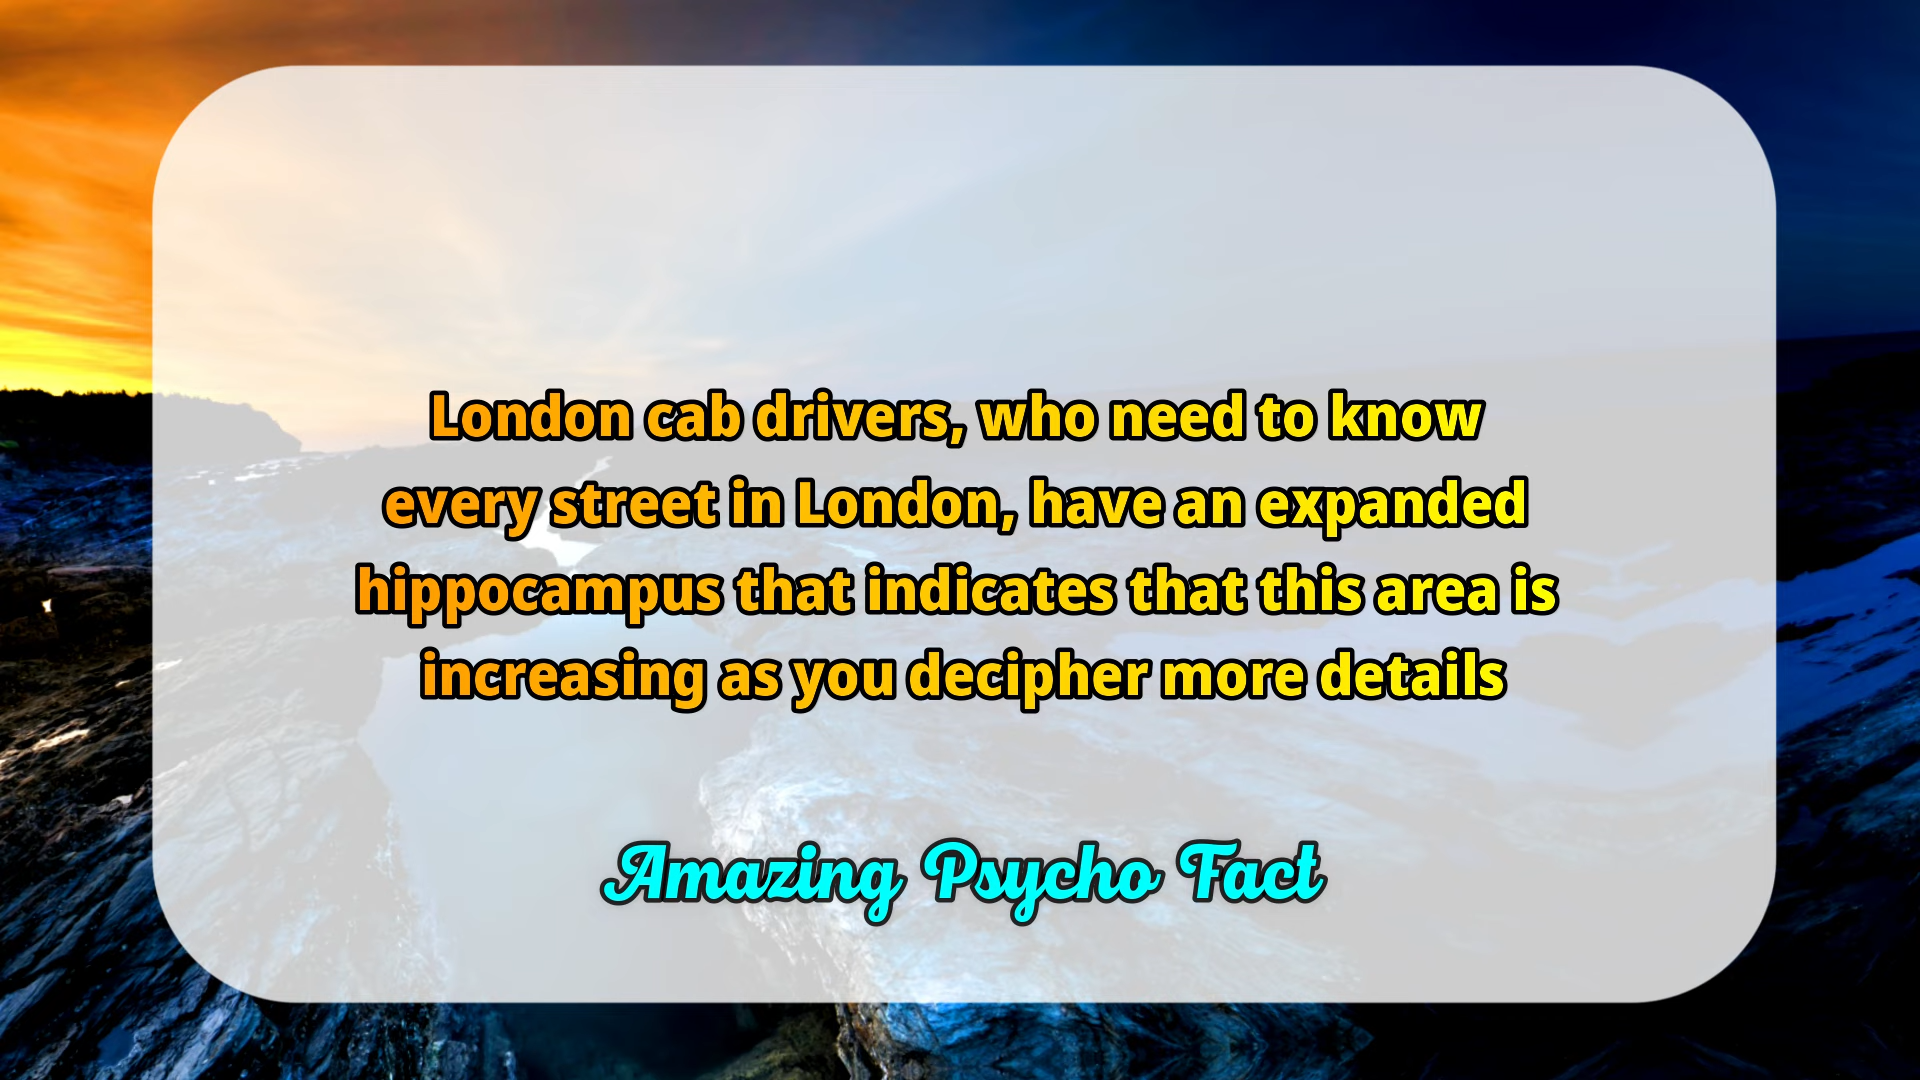 London cab drivers, who need to know
every street in London, have an expanded
hippocampus that indicates that this area is
increasing as you decipher more details
Amazing Psycho Fact